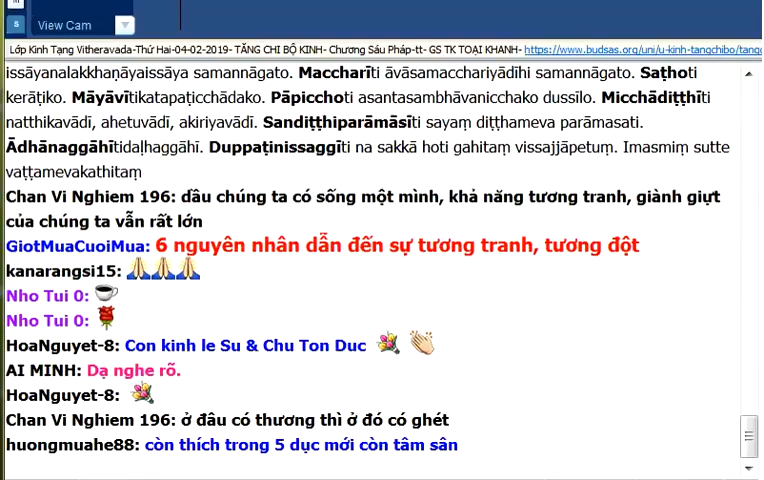 View Cam
Lớp Kinh Tạng Vitheravada-Thứ Hai-04-02-2019- TĂNG CHI BỘ KINH- Chương Sáu Pháp-tt- GS TK TOẠI KHANH- https://www.budsas.org/uni/u-kinh-tangchibo/tango
issāyanalakkhaṇāyaissāya samannāgato. Maccharīti āvāsamacchariyādīhi samannāgato. Saṭhoti
kerāṭiko. Māyāvītikatapaṭicchādako. Pāpicchoti asantasambhāvanicchako dussīlo. Micchādiṭṭhīti
natthikavādī, ahetuvādī, akiriyavādī. Sandiṭṭhiparāmāsīti sayaṃ diṭṭhameva parāmasati.
Ādhānaggāhītidaḷhaggāhī. Duppaṭinissaggīti na sakkā hoti gahitaṃ vissajjāpetuṃ. Imasmiṃ sutte
vaṭṭamevakathitaṃ
Chan Vi Nghiem 196: dầu chúng ta có sống một mình, khả năng tương tranh, giành giựt
của chúng ta vẫn rất lớn
GiotMuaCuoiMua: 6 nguyên nhân dẫn đến sự tương tranh, tương đột
kanarangsi15:
Nho Tui 0:
Nho Tui 0:
HoaNguyet-8: Con kinh le Su & Chu Ton Duc
AI MINH: Dạ nghe rõ.
HoaNguyet-8:
Chan Vi Nghiem 196: ở đâu có thương thì ở đó có ghét
huongmuahe88: còn thích trong 5 dục mới còn tâm sân